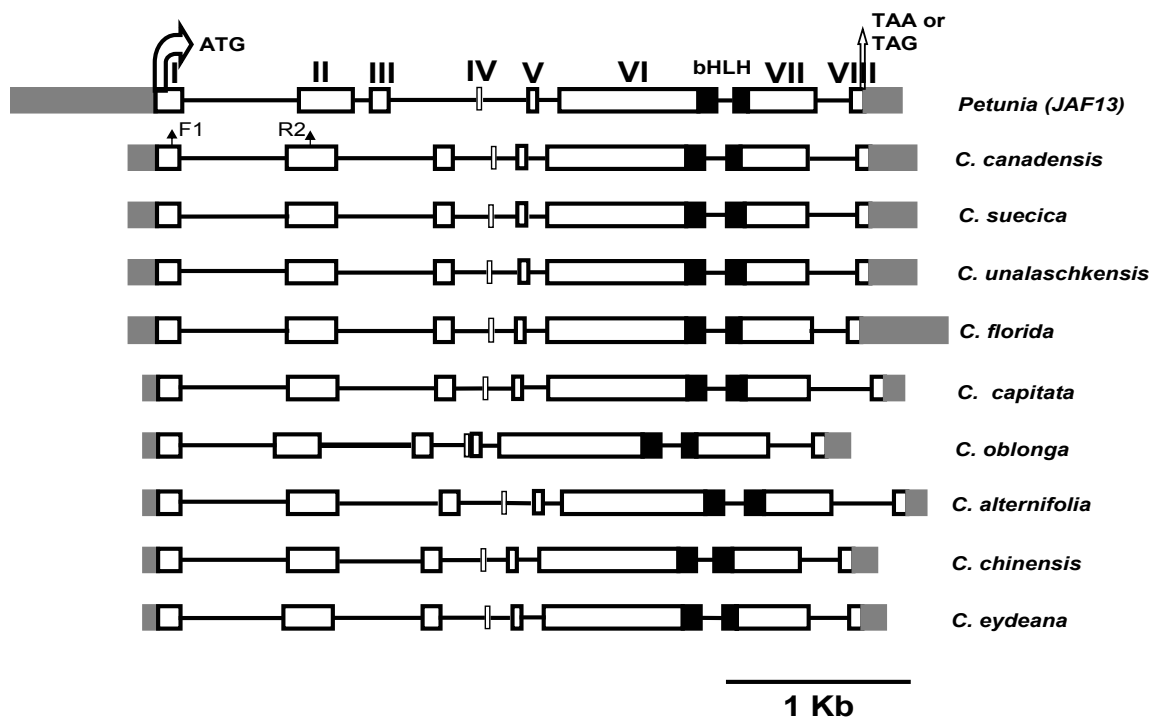 ATG
TAA or
TAG
I II III IV V VI bHLH VII VIII
Petunia (JAF13)
F1 R2
C. canadensis
C. suecica
C. unalaschkensis
C. florida
C. capitata
C. oblonga
C. alternifolia
C. chinensis
C. eydeana
1 Kb